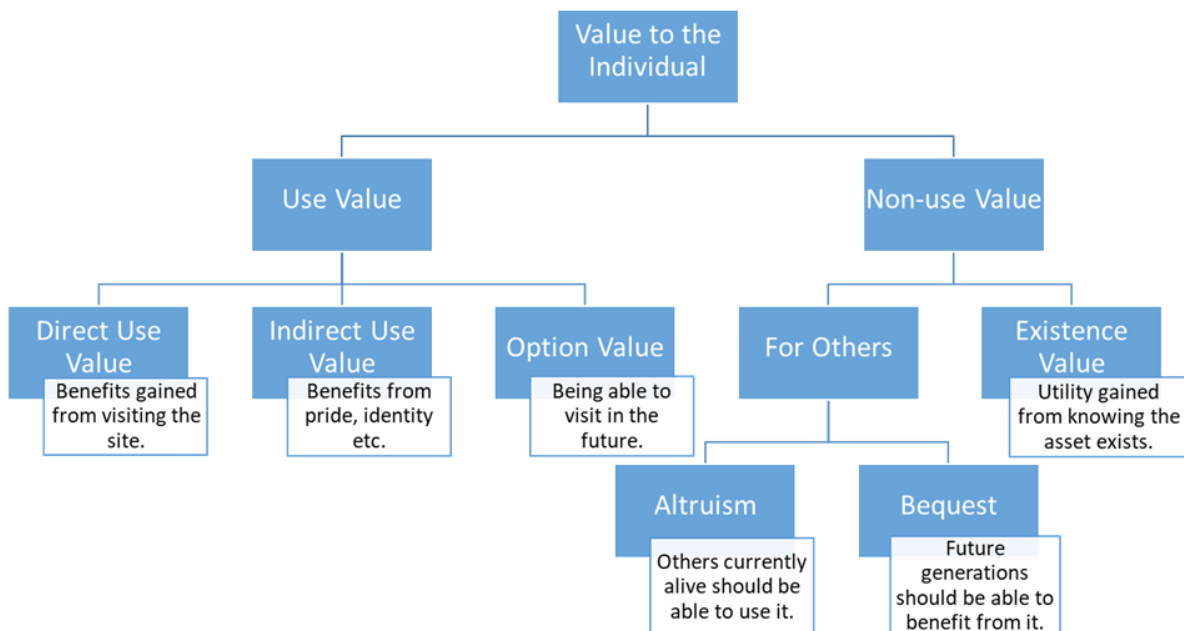 Value to the
Individual
Use Value
Non-use Value
Direct Use
Value
Benefits gained
from visiting the
site.
Indirect Use
Value
Benefits from
pride, identity
etc.
Option Value
Being able to
visit in the
future.
For Others
Existence
Value
Utility gained
from knowing the
asset exists.
Altruism
Others currently
alive should be
able to use it.
Bequest
Future
generations
should be able to
benefit from it.